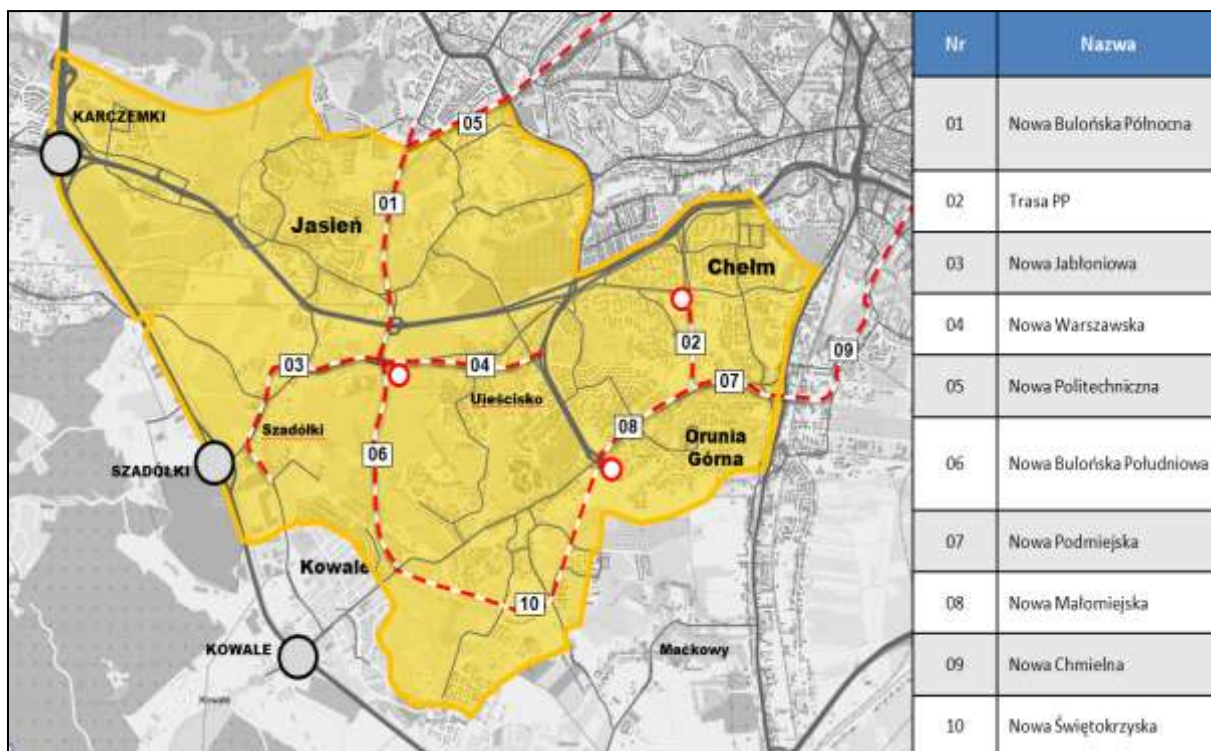 KARCZEMKI
05
01
Jasień
Chełm
03
04
02
07
09
Ujeścisko
08
Szadółki
06
Orunia
Górna
SZADÓŁKI
Kowale
10
KOWALE
Maćkowy
Kowale
Nr Nazwa
01 Nowa Bulońska Północna
02 Trasa PP
03 Nowa Jabłoniowa
04 Nowa Warszawska
05 Nowa Politechniczna
06 Nowa Bulońska Południowa
07 Nowa Podmiejska
08 Nowa Małomiejska
09 Nowa Chmielna
10 Nowa Świętokrzyska